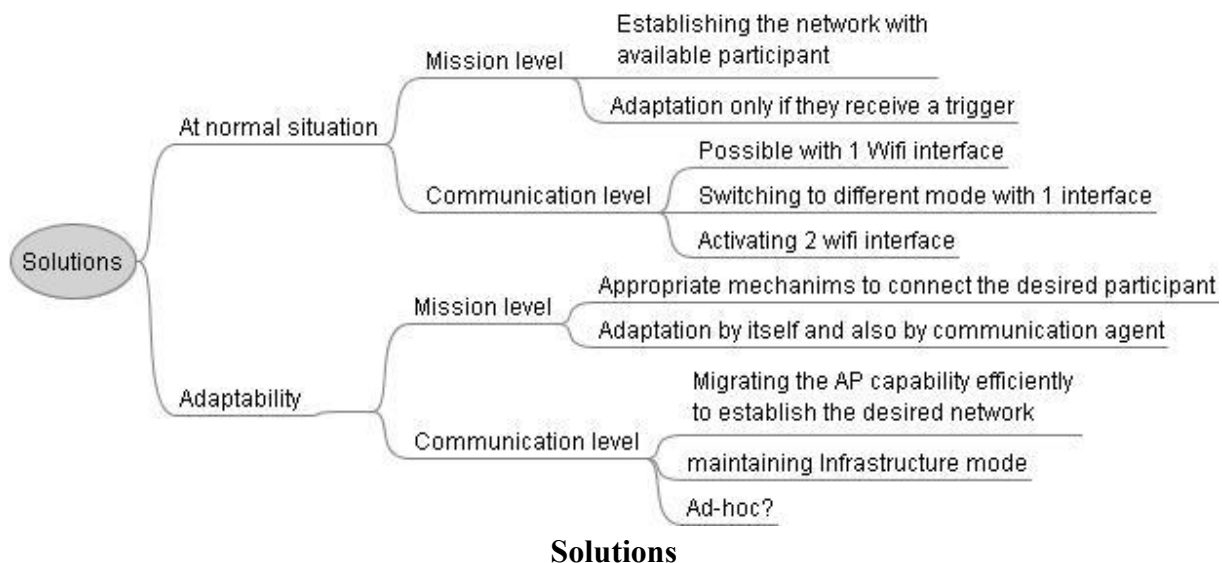 Solutions
At normal situation
Mission level
Establishing the network with
available participant
Adaptation only if they receive a trigger
Communication level
Possible with 1 Wifi interface
Switching to different mode with 1 interface
Activating 2 wifi interface
Adaptability
Mission level
Appropriate mechanims to connect the desired participant
Adaptation by itself and also by communication agent
Communication level
Migrating the AP capability efficiently
to establish the desired network
maintaining Infrastructure mode
Ad-hoc?
Solutions